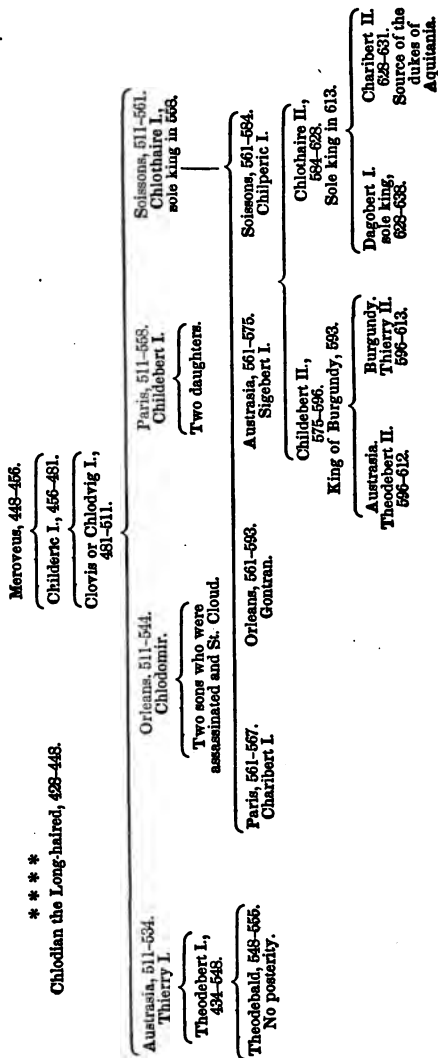 * * * *
Chlodian the Long-haired, 428-448.
Meroveus, 448-456.
Childeric I., 456-481.
Clovis or Chlodvig I.,
481-511.
Austrasia, 511-534.
Thierry I.
Orleans, 511-544.
Chlodomir.
Paris, 511-558.
Childebert I.
Soissons, 511-561.
Chlothaire I.,
sole king in 558.
Theodebert I.,
434-548.
Two sons who were
assassinated and St. Cloud.
Two daughters.
Theodebald, 548-555.
No posterity.
Paris, 561-567.
Charibert I.
Orleans, 561-593.
Gontran.
Austrasia, 561-575.
Sigebert I.
Soissons, 561-584.
Chilperic I.
Childebert II.,
575-596.
King of Burgundy, 593.
Chlothaire II.,
584-628.
Sole king in 613.
Austrasia.
Theodebert II.
596-612.
Burgundy.
Thierry II.
596-613.
Dagobert I.
sole king,
628-638.
Charibert II.
628-631.
Source of the
dukes of
Aquitania.